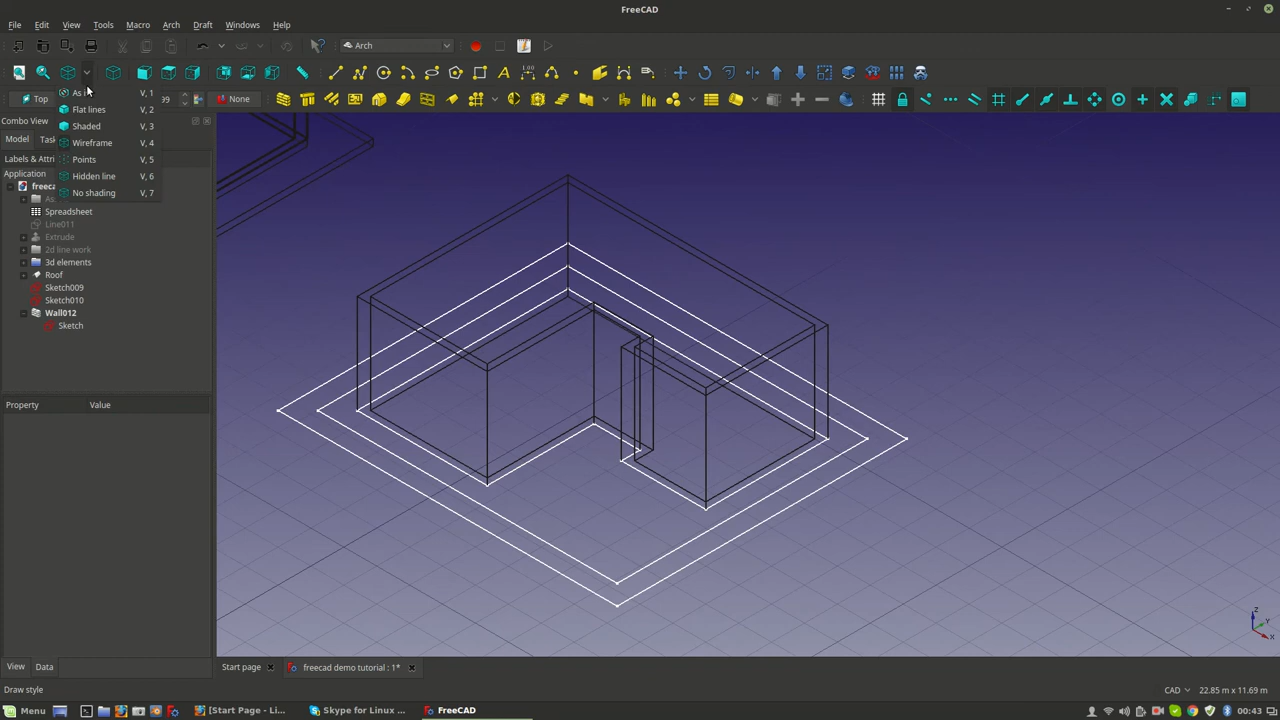 FreeCAD
File Edit View Tools Macro Arch Draft Windows Help
Arch
Top
As
V, 1
99
None
Flat lines V, 2
Combo View
Shaded V, 3
Model
Wireframe V, 4
Points V, 5
Labels & Attri
Application
Hidden line V, 6
No shading V, 7
Spreadsheet
Line011
Extrude
2d line work
3d elements
Roof
Sketch009
Sketch010
Wall012
Sketch
Property Value
1.00
Z
Y
X
View Data
Start page
freecad demo tutorial : 1*
Draw style
CAD 22.85 m x 11.69 m
Menu
[Start Page - Li...
Skype for Linux ...
FreeCAD
00:43